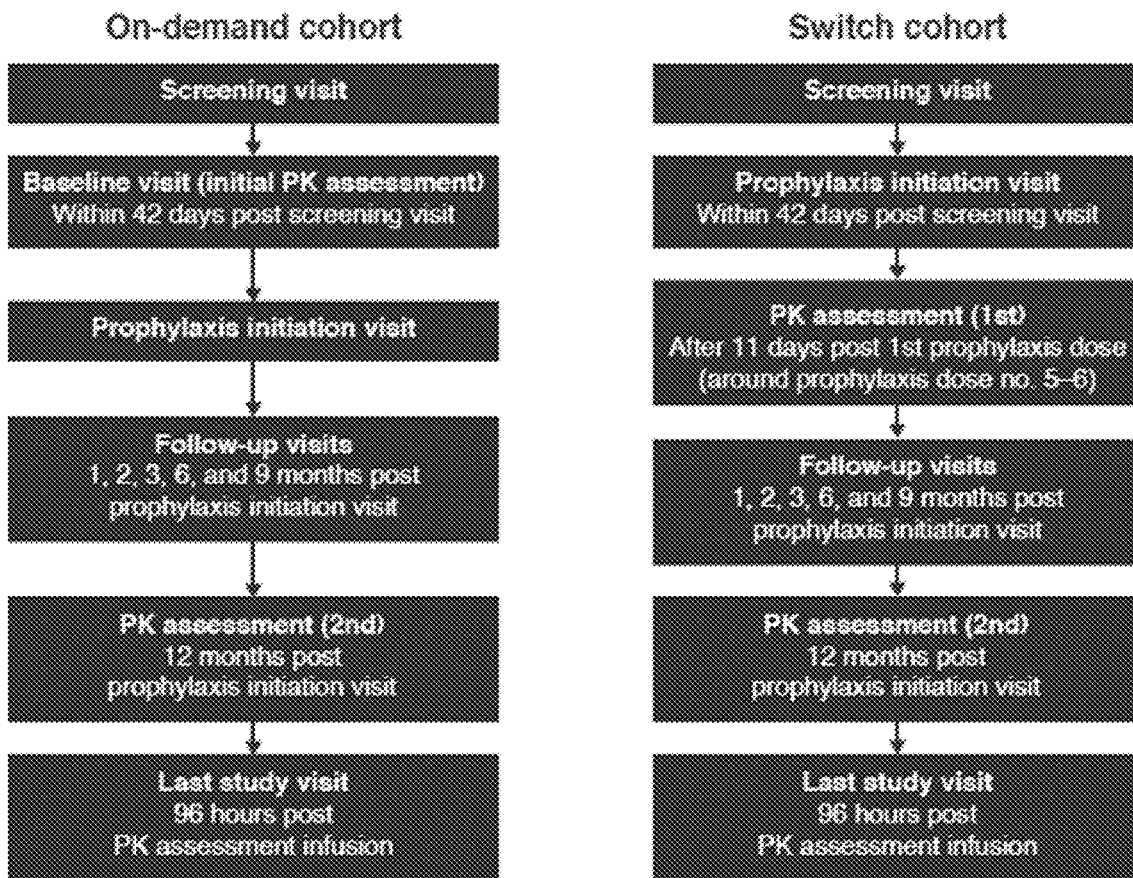 On-demand cohort
Screening visit
Baseline visit (initial PK assessment)
Within 42 days post screening visit
Prophylaxis initiation visit
Follow-up visits
1, 2, 3, 6, and 9 months post
prophylaxis initiation visit
PK assessment (2nd)
12 months post
prophylaxis initiation visit
Last study visit
96 hours post
PK assessment infusion
Switch cohort
Screening visit
Prophylaxis initiation visit
Within 42 days post screening visit
PK assessment (1st)
After 11 days post 1st prophylaxis dose
(around prophylaxis dose no. 5–6)
Follow-up visits
1, 2, 3, 6, and 9 months post
prophylaxis initiation visit
PK assessment (2nd)
12 months post
prophylaxis initiation visit
Last study visit
96 hours post
PK assessment infusion